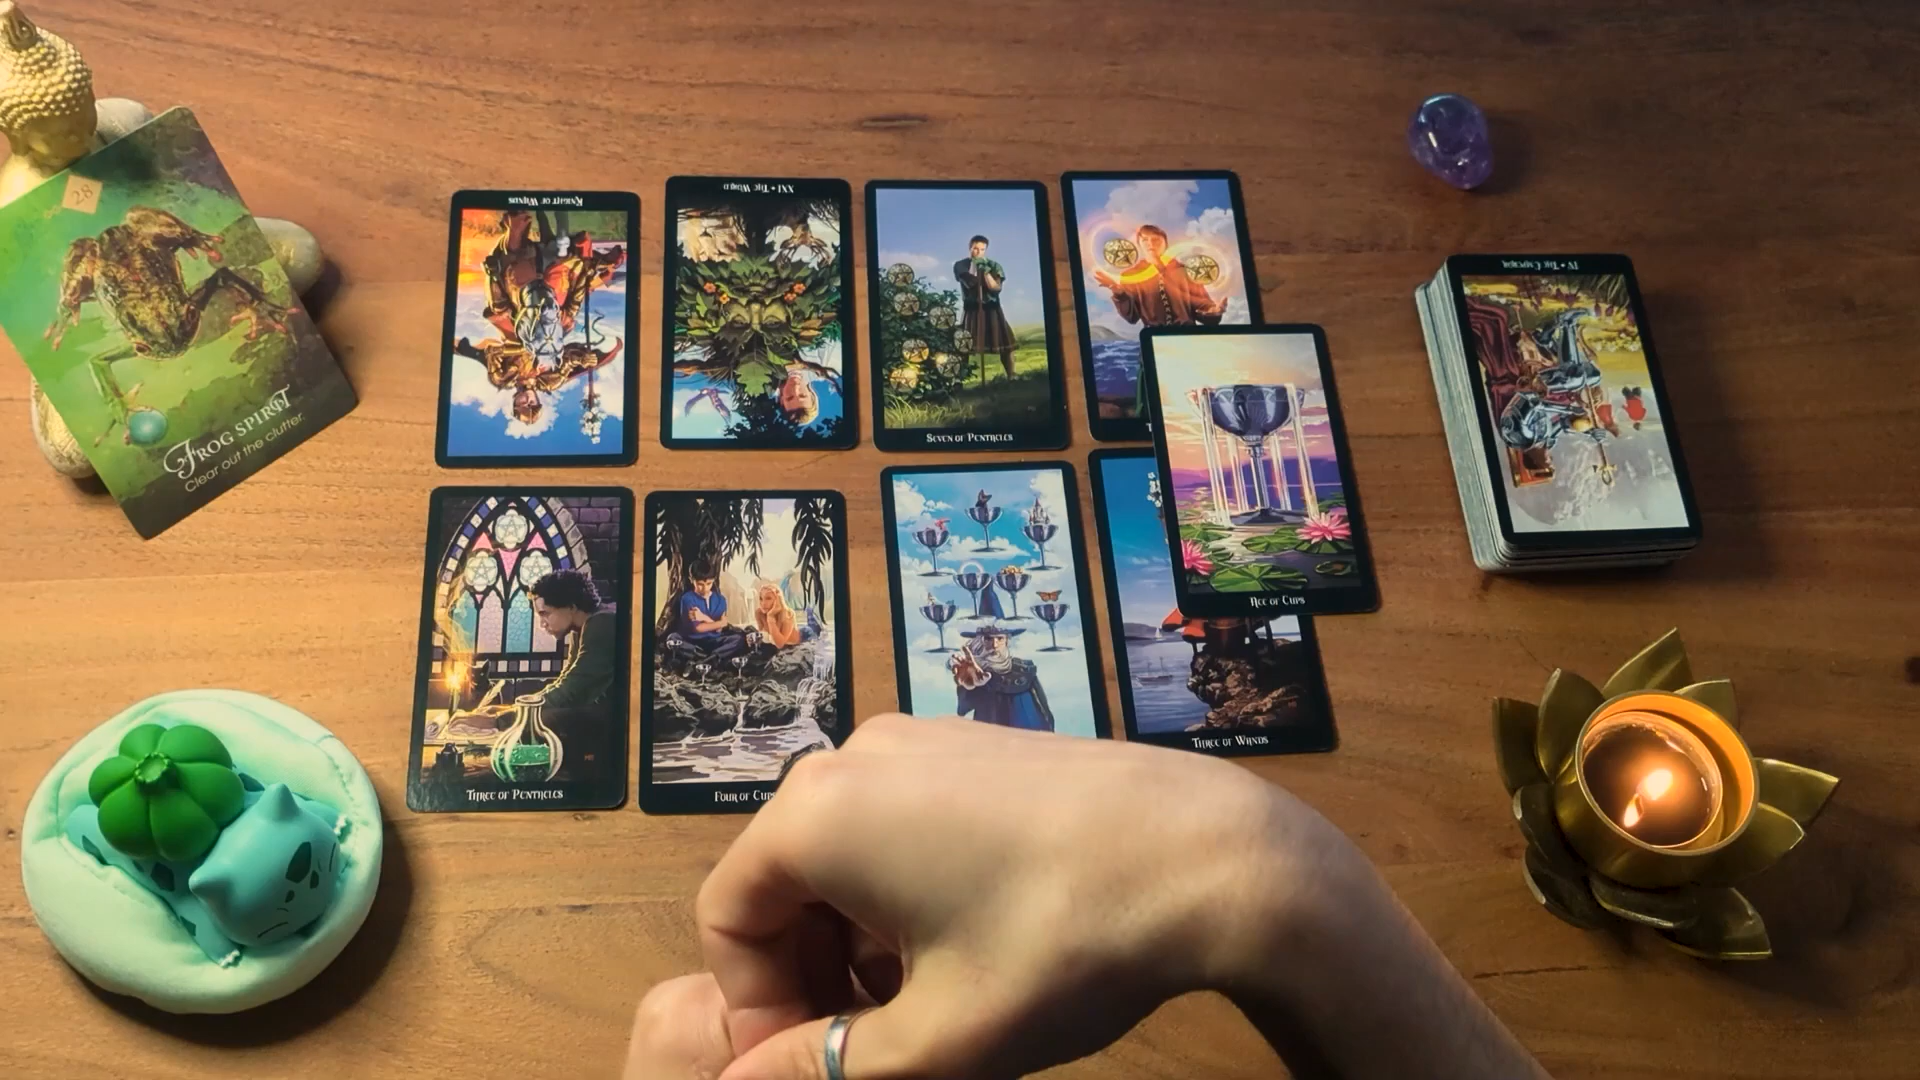 28
FROG SPIRIT
Clear out the clutter.
KNIGHT OF WANDS
XXI • THE WORLD
SEVEN OF PENTACLES
ACE OF CUPS
IV • THE EMPEROR
THREE OF PENTACLES
FOUR OF CUPS
THREE OF WANDS